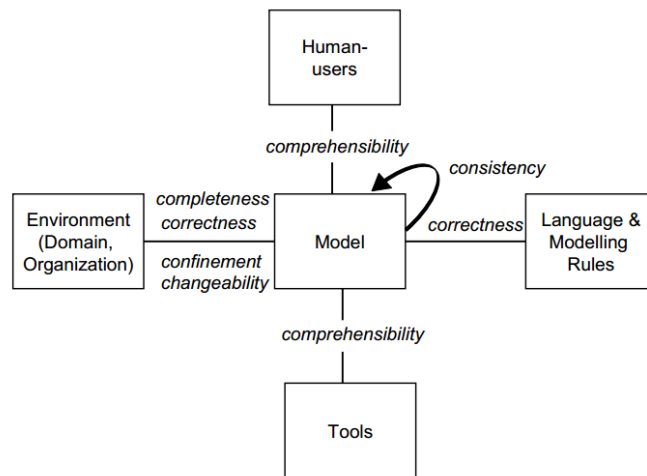 Human-
users
comprehensibility
consistency
completeness
Environment
(Domain,
Organization)
correctness
Model
correctness
Language &
Modelling
Rules
confinement
changeability
comprehensibility
Tools